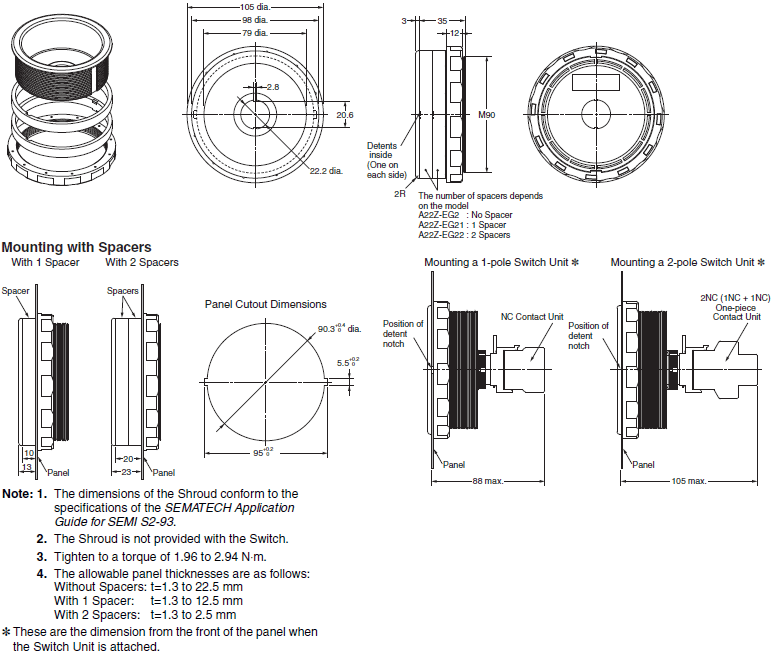 105 dia.
98 dia.
79 dia.
2.8
20.6
22.2 dia.
3
35
12
M90
Detents
inside
(One on
each side)
2R
The number of spacers depends
on the model
A22Z-EG2 : No Spacer
A22Z-EG21 : 1 Spacer
A22Z-EG22 : 2 Spacers
Mounting with Spacers
With 1 Spacer
With 2 Spacers
Spacer
Spacers
10
13
Panel
20
23
Panel
Panel Cutout Dimensions
90.3 +0.4 0 dia.
5.5 +0.2 0
95 +0.2 0
Mounting a 1-pole Switch Unit ✻
Position of
detent
notch
NC Contact Unit
Panel
88 max.
Mounting a 2-pole Switch Unit ✻
Position of
detent
notch
2NC (1NC + 1NC)
One-piece
Contact Unit
Panel
105 max.
Note: 1. The dimensions of the Shroud conform to the
specifications of the SEMATECH Application
Guide for SEMI S2-93.
2. The Shroud is not provided with the Switch.
3. Tighten to a torque of 1.96 to 2.94 N·m.
4. The allowable panel thicknesses are as follows:
Without Spacers: t=1.3 to 22.5 mm
With 1 Spacer: t=1.3 to 12.5 mm
With 2 Spacers: t=1.3 to 2.5 mm
✻ These are the dimension from the front of the panel when
the Switch Unit is attached.